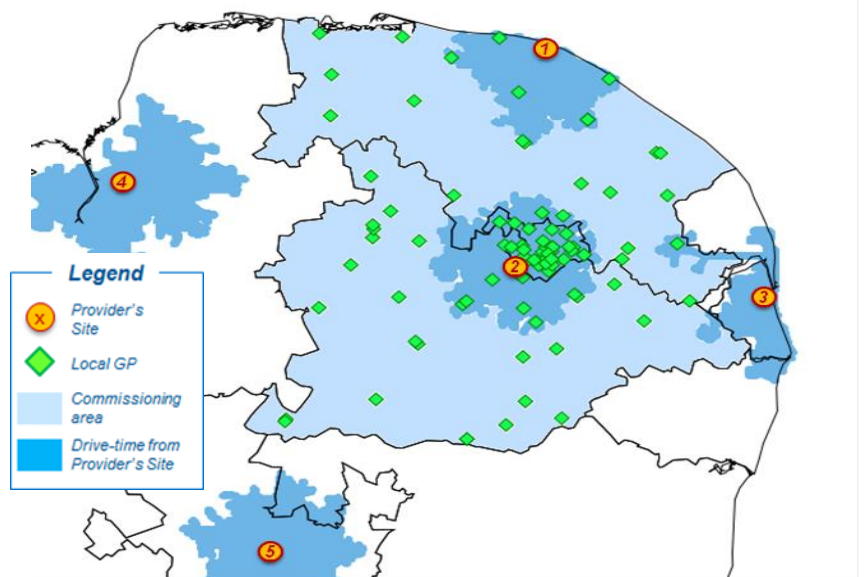 1
4
2
3
5
Legend
x
Provider's
Site
Local GP
Commissioning
area
Drive-time from
Provider's Site